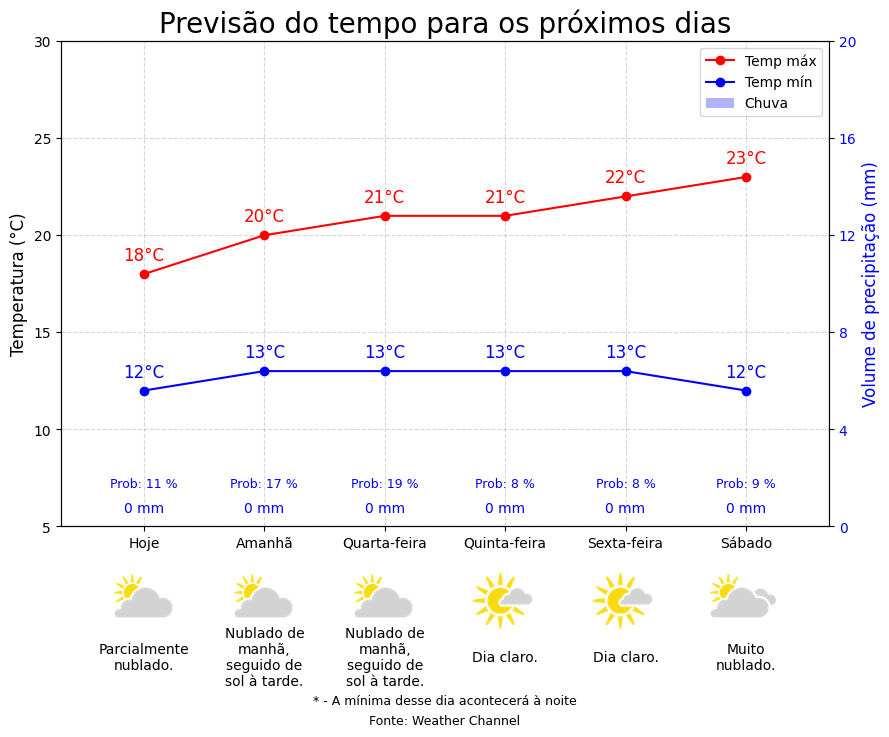 Previsão do tempo para os próximos dias
30
25
20
15
10
5
Temperatura (°C)
20
16
12
8
4
0
Volume de precipitação (mm)
Temp máx
Temp mín
Chuva
18°C
20°C
21°C
21°C
22°C
23°C
12°C
13°C
13°C
13°C
13°C
12°C
Prob: 11 %
Prob: 17 %
Prob: 19 %
Prob: 8 %
Prob: 8 %
Prob: 9 %
0 mm
0 mm
0 mm
0 mm
0 mm
0 mm
Hoje
Amanhã
Quarta-feira
Quinta-feira
Sexta-feira
Sábado
Parcialmente
nublado.
Nublado de
manhã,
seguido de
sol à tarde.
Nublado de
manhã,
seguido de
sol à tarde.
Dia claro.
Dia claro.
Muito
nublado.
* - A mínima desse dia acontecerá à noite
Fonte: Weather Channel